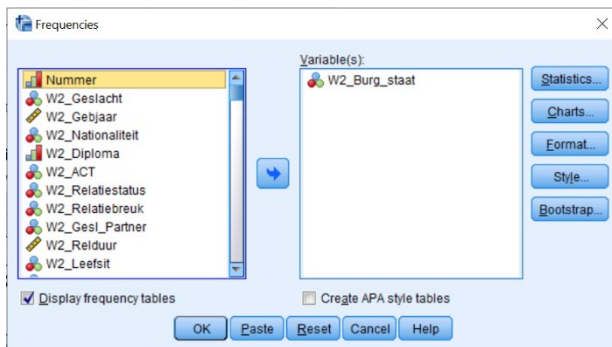 Frequencies
Nummer
W2_Geslacht
W2_Gebjaar
W2_Nationaliteit
W2_Diploma
W2_ACT
W2_Relatiestatus
W2_Relatiebreuk
W2_Gesl_Partner
W2_Relduur
W2_Leefsit
Variable(s):
W2_Burg_staat
Statistics...
Charts...
Format...
Style...
Bootstrap...
Display frequency tables
Create APA style tables
OK Paste Reset Cancel Help